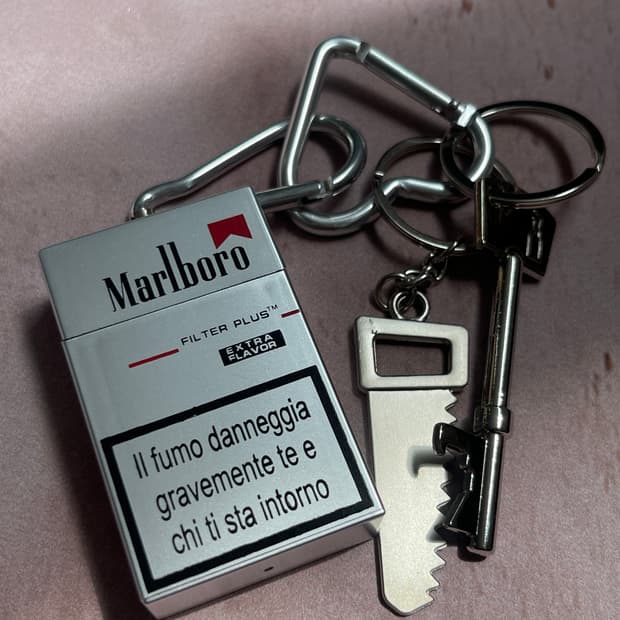 Marlboro
FILTER PLUS™
EXTRA
FLAVOR
Il fumo danneggia
gravemente te e
chi ti sta intorno